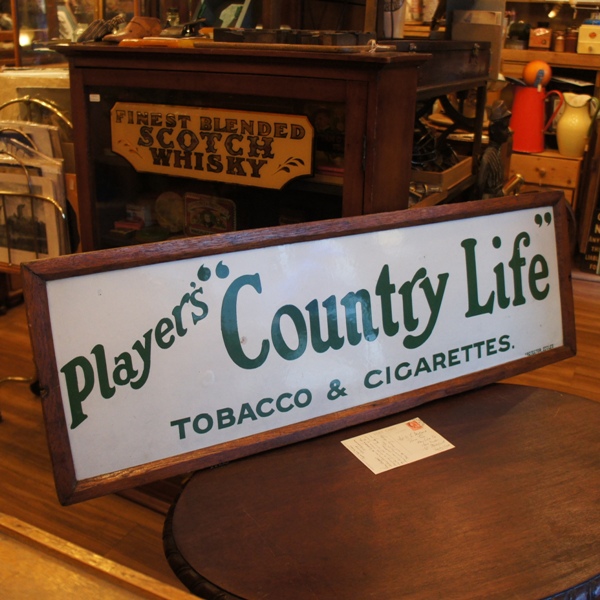 FINEST BLENDED
SCOTCH
WHISKY
Player's “Country Life”
TOBACCO & CIGARETTES.